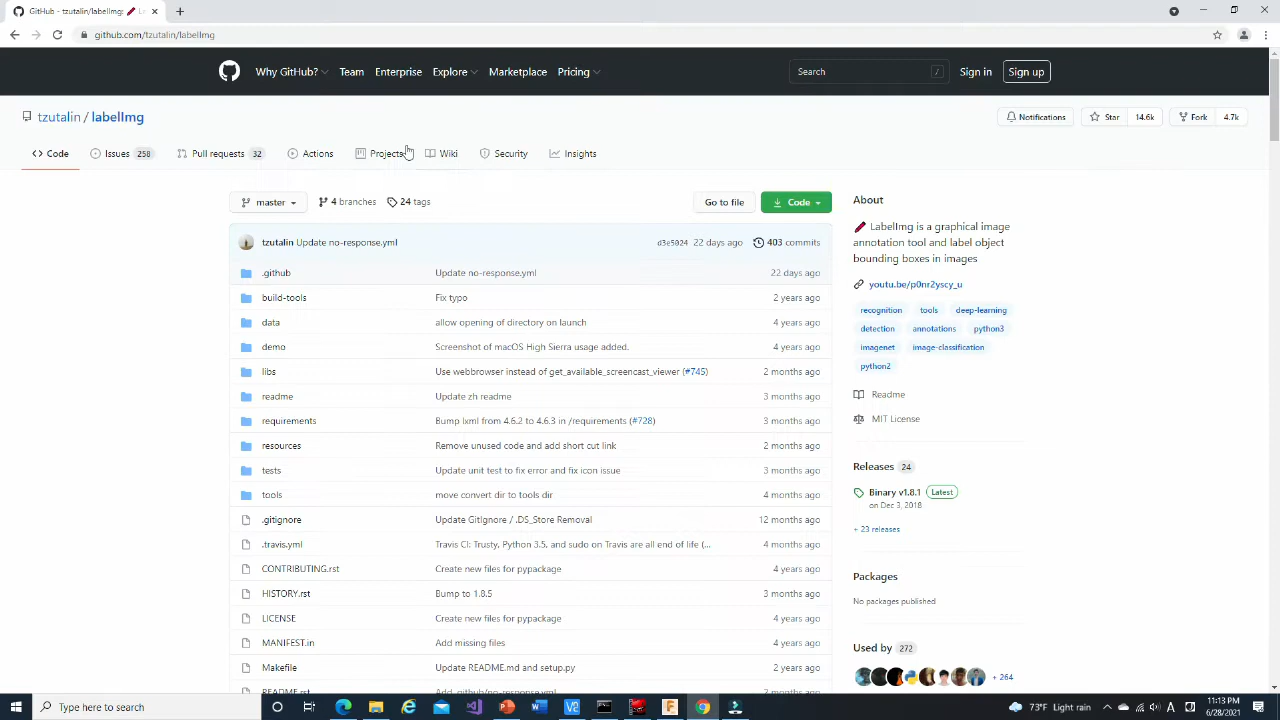 GitHub - tzutalin/labelImg:
github.com/tzutalin/labelImg
Why GitHub? Team Enterprise Explore Marketplace Pricing Search / Sign in Sign up
tzutalin / labelImg Notifications Star 14.6k Fork 4.7k
Code Issues 258 Pull requests 32 Actions Projects Wiki Security Insights
master 4 branches 24 tags Go to file Code
tzutalin Update no-response.yml d3e5024 22 days ago 403 commits
.github Update no-response.yml 22 days ago
build-tools Fix typo 2 years ago
data allow opening of directory on launch 4 years ago
demo Screenshot of macOS High Sierra usage added. 4 years ago
libs Use webbrowser instead of get_available_screencast_viewer (#745) 2 months ago
readme Update zh readme 3 months ago
requirements Bump lxml from 4.6.2 to 4.6.3 in /requirements (#728) 3 months ago
resources Remove unused code and add short cut link 2 months ago
tests Update unit test to fix error and fix icon issue 3 months ago
tools move convert dir to tools dir 4 months ago
.gitignore Update GitIgnore / .DS_Store Removal 12 months ago
.travis.yml Travis CI: Trusty, Python 3.5, and sudo on Travis are all end of life (... 4 months ago
CONTRIBUTING.rst Create new files for pypackage 4 years ago
HISTORY.rst Bump to 1.8.5 3 months ago
LICENSE Create new files for pypackage 4 years ago
MANIFEST.in Add missing files 4 years ago
Makefile Update README.md and setup.py 2 years ago
README.rst Add .github/no-response.yml 2 months ago
About
LabelImg is a graphical image
annotation tool and label object
bounding boxes in images
youtu.be/p0nr2yscy_u
recognition tools deep-learning
detection annotations python3
imagenet image-classification
python2
Readme
MIT License
Releases 24
Binary v1.8.1 Latest
on Dec 3, 2018
+ 23 releases
Packages
No packages published
Used by 272
+ 264
Type here to search 73°F Light rain 11:13 PM
6/28/2021